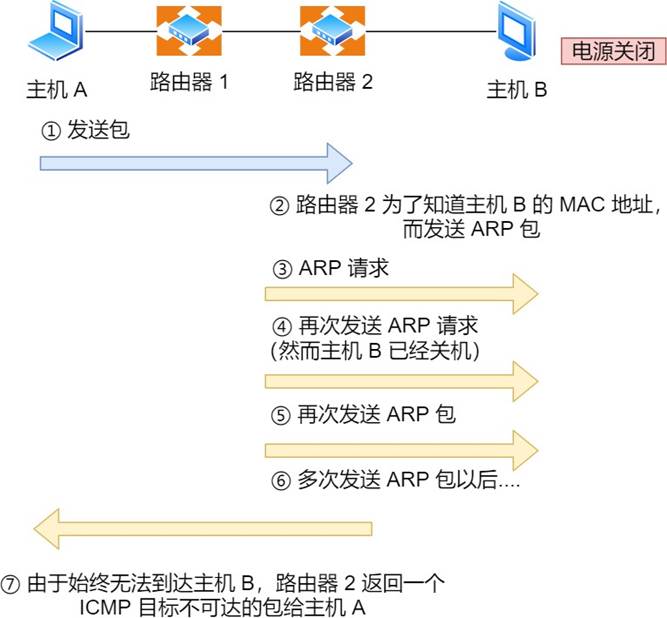 主机 A
路由器 1
路由器 2
主机 B
电源关闭
① 发送包
② 路由器 2 为了知道主机 B 的 MAC 地址，
而发送 ARP 包
③ ARP 请求
④ 再次发送 ARP 请求
（然而主机 B 已经关机）
⑤ 再次发送 ARP 包
⑥ 多次发送 ARP 包以后....
⑦ 由于始终无法到达主机 B，路由器 2 返回一个
ICMP 目标不可达的包给主机 A